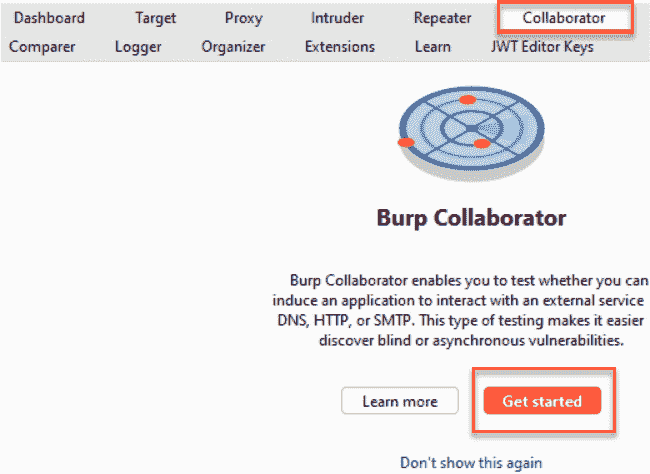 Dashboard Target Proxy Intruder Repeater Collaborator
Comparer Logger Organizer Extensions Learn JWT Editor Keys
Burp Collaborator
Burp Collaborator enables you to test whether you can
induce an application to interact with an external service
DNS, HTTP, or SMTP. This type of testing makes it easier
discover blind or asynchronous vulnerabilities.
Learn more Get started
Don't show this again